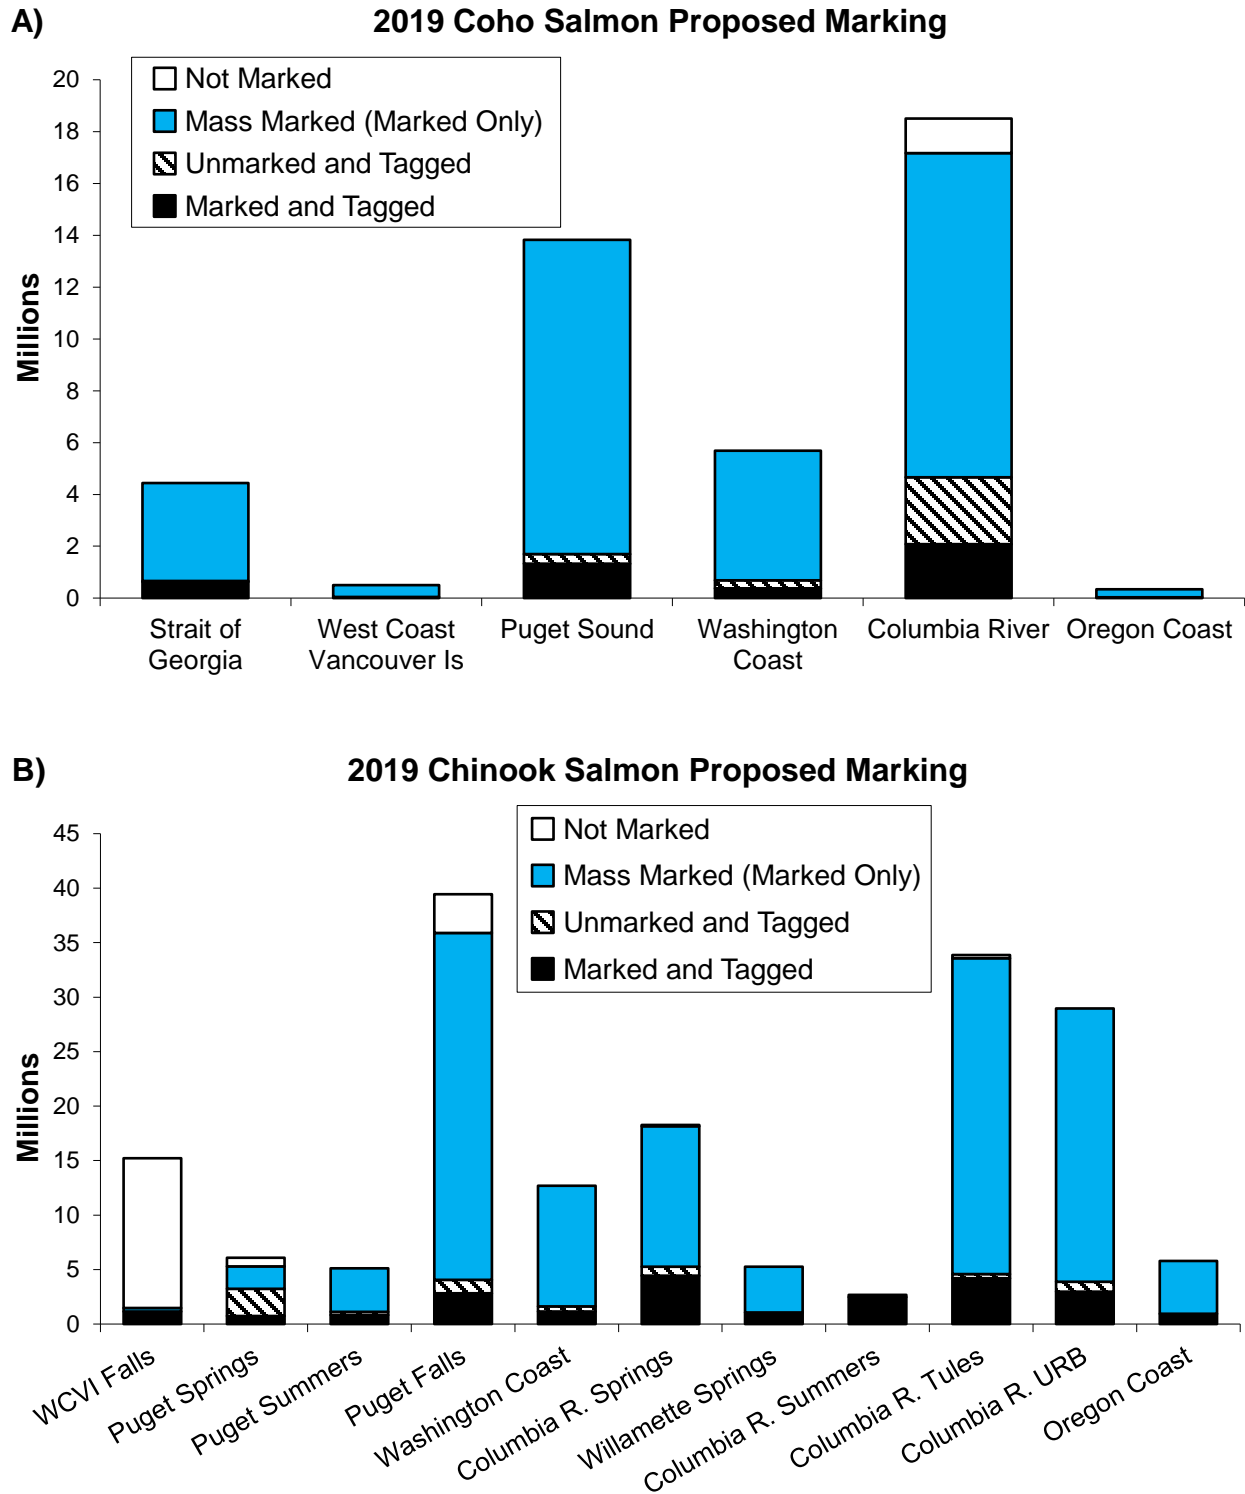 A)
2019 Coho Salmon Proposed Marking
Not Marked
Mass Marked (Marked Only)
Unmarked and Tagged
Marked and Tagged
Millions
20
18
16
14
12
10
8
6
4
2
0
Strait of
Georgia
West Coast
Vancouver Is
Puget Sound
Washington
Coast
Columbia River
Oregon Coast
B)
2019 Chinook Salmon Proposed Marking
Not Marked
Mass Marked (Marked Only)
Unmarked and Tagged
Marked and Tagged
Millions
45
40
35
30
25
20
15
10
5
0
WCVI Falls
Puget Springs
Puget Summers
Puget Falls
Washington Coast
Columbia R. Springs
Willamette Springs
Columbia R. Summers
Columbia R. Tules
Columbia R. URB
Oregon Coast